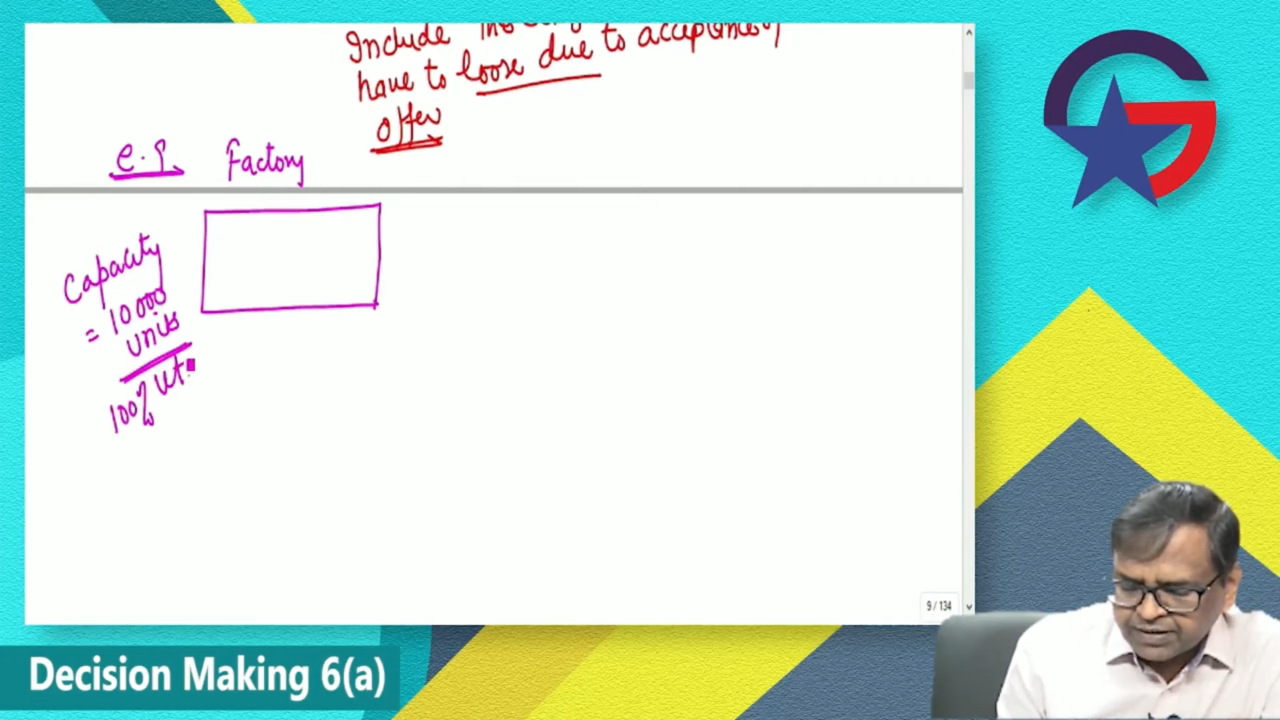 Include
have to loose due to acceptance of
offer
e.g. Factory
Capacity
= 10000
units
100% ut.
9 / 134
Decision Making 6(a)
G